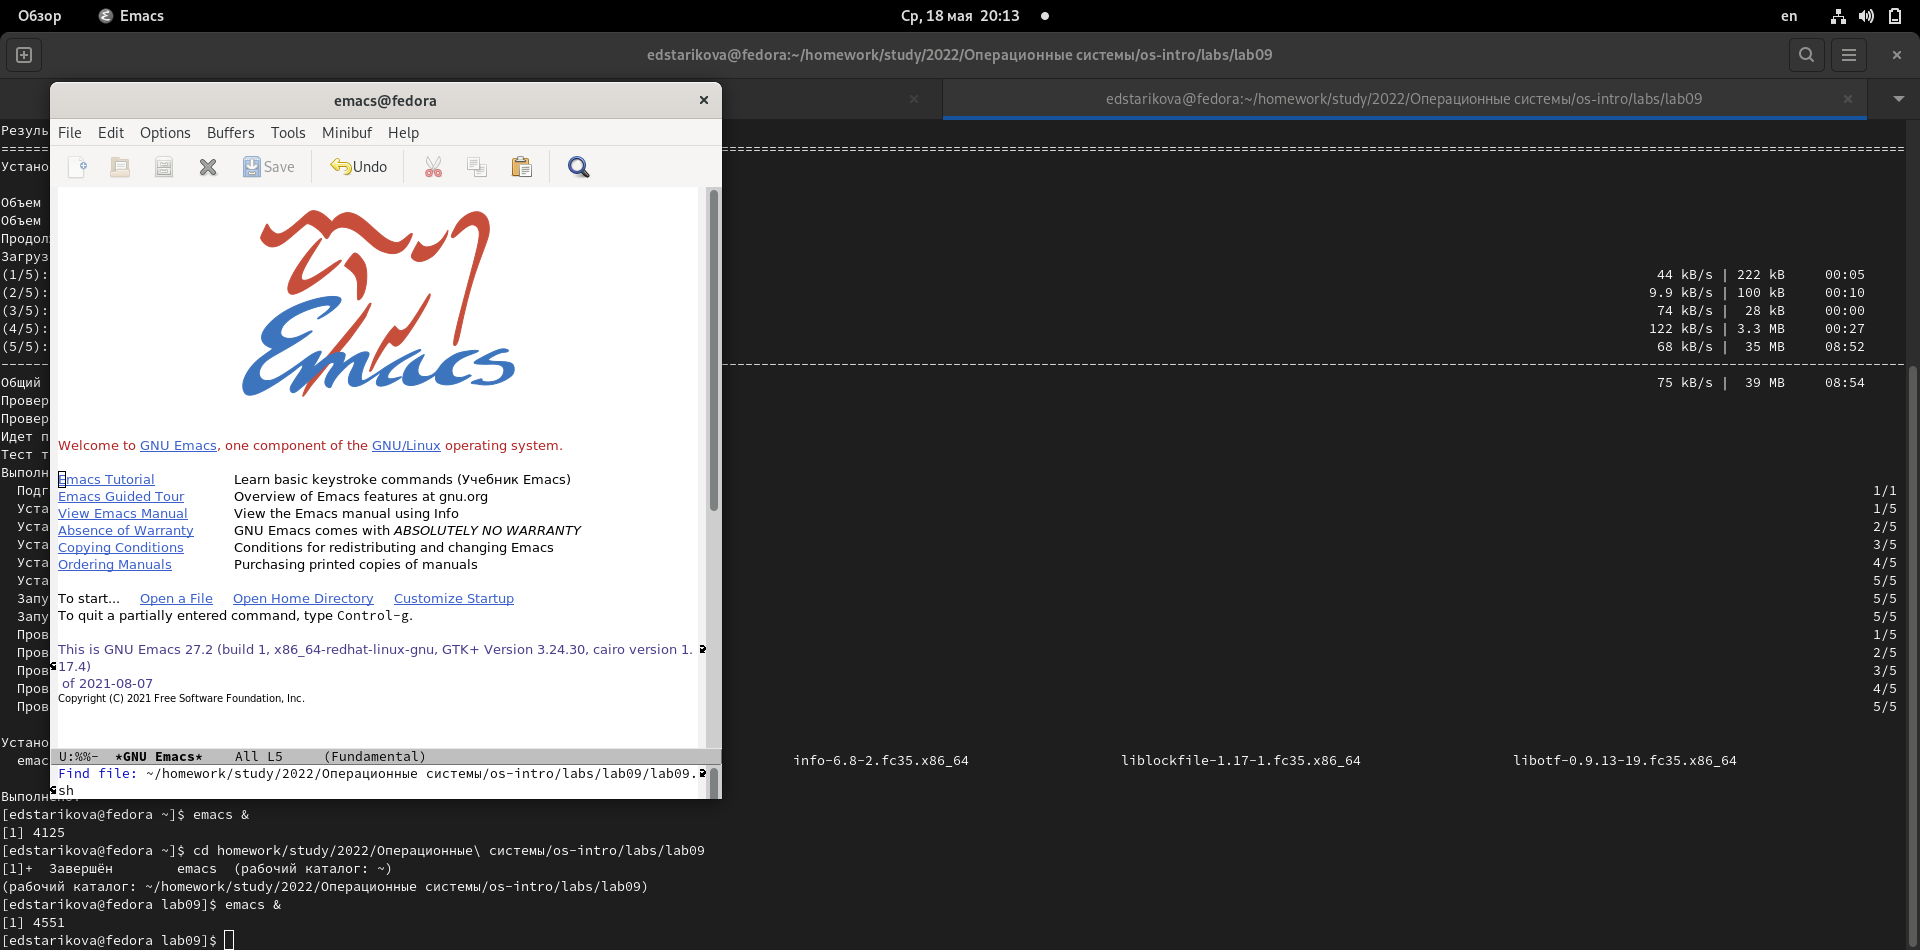 Обзор Emacs Ср, 18 мая 20:13 en
edstarikova@fedora:~/homework/study/2022/Операционные системы/os-intro/labs/lab09
edstarikova@fedora:~/homework/study/2022/Операционные системы/os-intro/labs/lab09
emacs@fedora
File Edit Options Buffers Tools Minibuf Help
Save Undo
Emacs
Welcome to GNU Emacs, one component of the GNU/Linux operating system.
Emacs Tutorial Learn basic keystroke commands (Учебник Emacs)
Emacs Guided Tour Overview of Emacs features at gnu.org
View Emacs Manual View the Emacs manual using Info
Absence of Warranty GNU Emacs comes with ABSOLUTELY NO WARRANTY
Copying Conditions Conditions for redistributing and changing Emacs
Ordering Manuals Purchasing printed copies of manuals
To start... Open a File Open Home Directory Customize Startup
To quit a partially entered command, type Control-g.
This is GNU Emacs 27.2 (build 1, x86_64-redhat-linux-gnu, GTK+ Version 3.24.30, cairo version 1.
17.4)
of 2021-08-07
Copyright (C) 2021 Free Software Foundation, Inc.
U:%%- *GNU Emacs* All L5 (Fundamental)
Find file: ~/homework/study/2022/Операционные системы/os-intro/labs/lab09/lab09.
sh
Резуль
Устано
Объем
Объем
Продол
Загруз
(1/5): 44 kB/s | 222 kB 00:05
(2/5): 9.9 kB/s | 100 kB 00:10
(3/5): 74 kB/s | 28 kB 00:00
(4/5): 122 kB/s | 3.3 MB 00:27
(5/5): 68 kB/s | 35 MB 08:52
Общий 75 kB/s | 39 MB 08:54
Провер
Провер
Идет п
Тест т
Выполн
Подг 1/1
Уста 1/5
Уста 2/5
Уста 3/5
Уста 4/5
Уста 5/5
Запу 5/5
Запу 5/5
Пров 1/5
Пров 2/5
Пров 3/5
Пров 4/5
Пров 5/5
Устано
emac info-6.8-2.fc35.x86_64 liblockfile-1.17-1.fc35.x86_64 libotf-0.9.13-19.fc35.x86_64
[edstarikova@fedora ~]$ emacs &
[1] 4125
[edstarikova@fedora ~]$ cd homework/study/2022/Операционные\ системы/os-intro/labs/lab09
[1]+ Завершён emacs (рабочий каталог: ~)
(рабочий каталог: ~/homework/study/2022/Операционные системы/os-intro/labs/lab09)
[edstarikova@fedora lab09]$ emacs &
[1] 4551
[edstarikova@fedora lab09]$